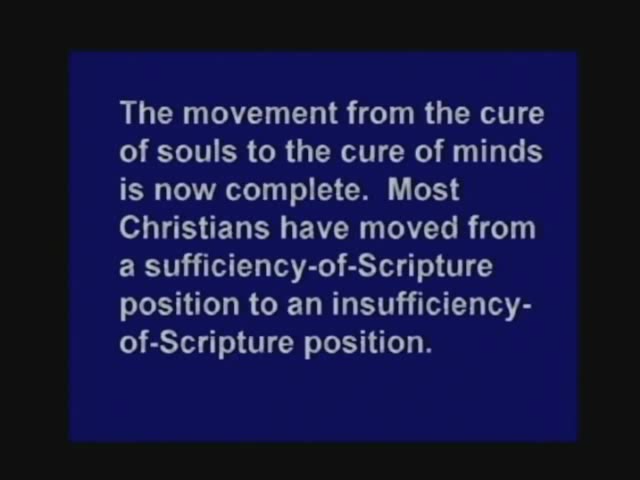 The movement from the cure
of souls to the cure of minds
is now complete.  Most
Christians have moved from
a sufficiency-of-Scripture
position to an insufficiency-
of-Scripture position.